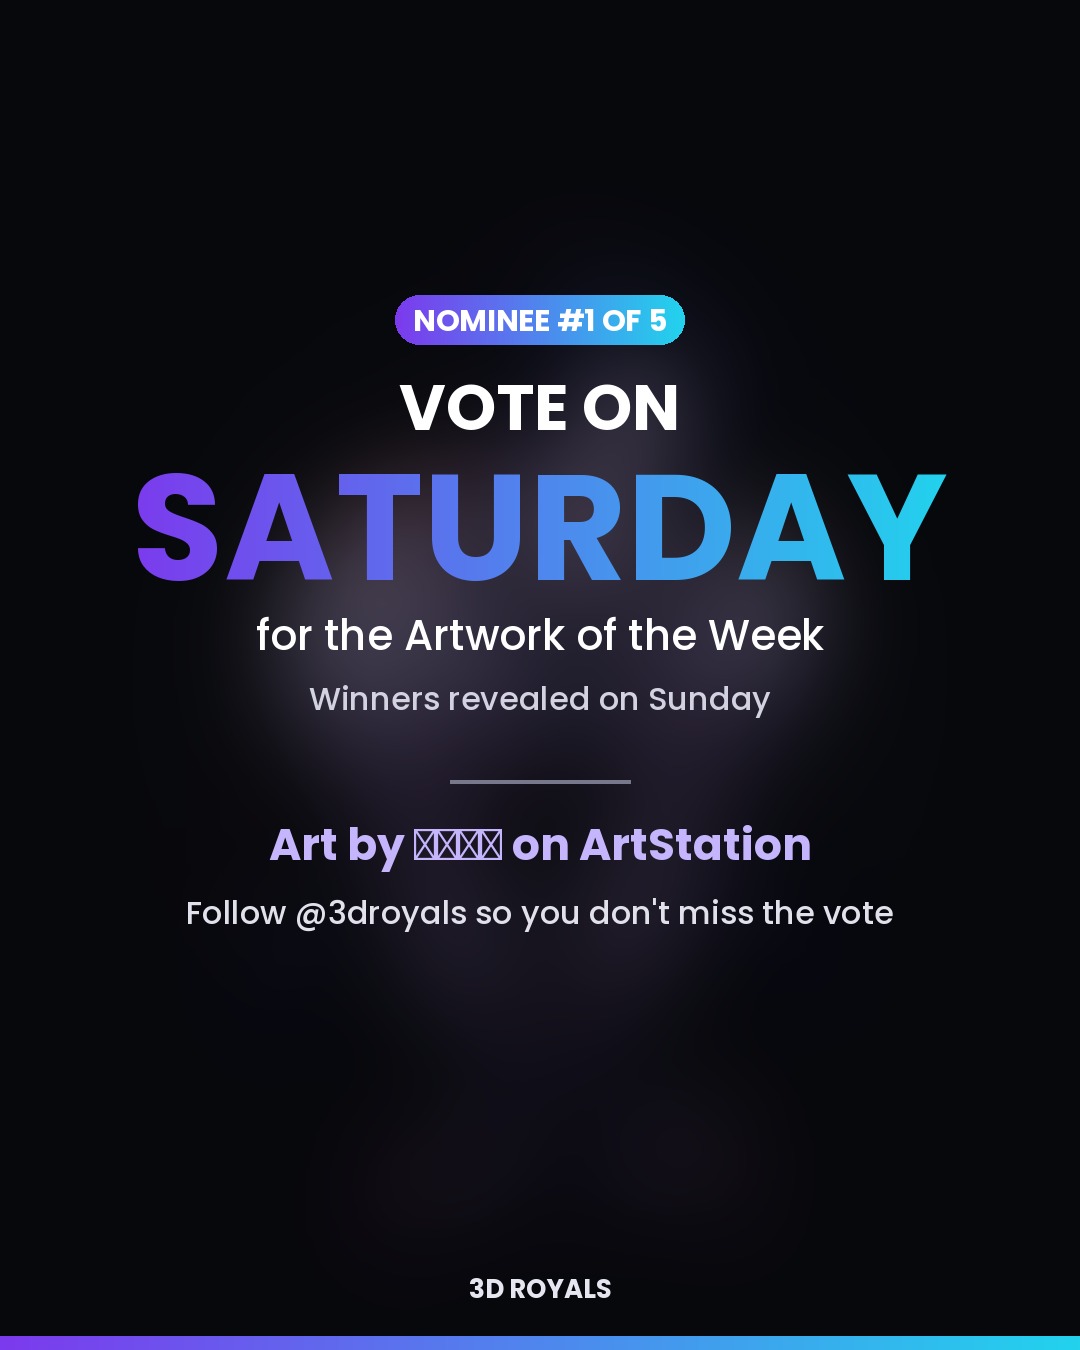 NOMINEE #1 OF 5
VOTE ON
SATURDAY
for the Artwork of the Week
Winners revealed on Sunday
Art by on ArtStation
Follow @3droyals so you don't miss the vote
3D ROYALS